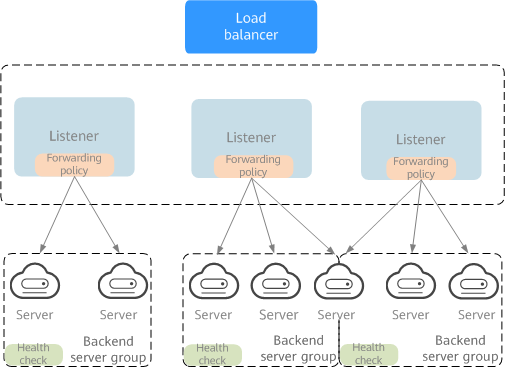 Load
balancer
Listener
Forwarding
policy
Listener
Forwarding
policy
Listener
Forwarding
policy
Server
Server
Server
Server
Server
Server
Server
Health
check
Backend
server group
Health
check
Backend
server group
Health
check
Backend
server group